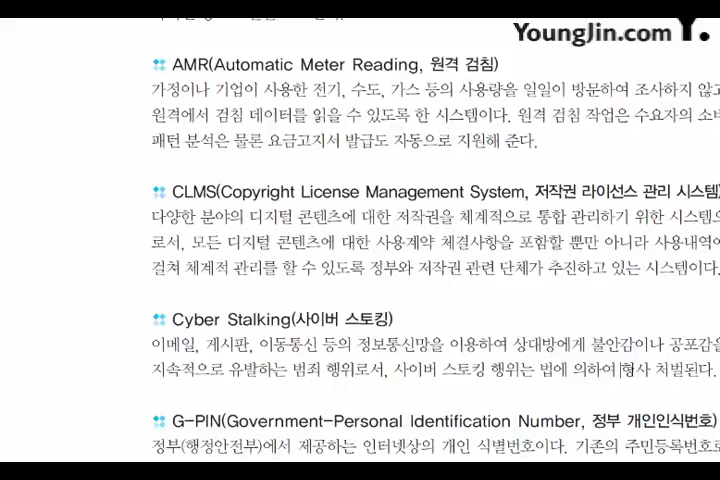 YoungJin.com Y.
AMR(Automatic Meter Reading, 원격 검침)
가정이나 기업이 사용한 전기, 수도, 가스 등의 사용량을 일일이 방문하여 조사하지 않고
원격에서 검침 데이터를 읽을 수 있도록 한 시스템이다. 원격 검침 작업은 수요자의 소비
패턴 분석은 물론 요금고지서 발급도 자동으로 지원해 준다.
CLMS(Copyright License Management System, 저작권 라이선스 관리 시스템)
다양한 분야의 디지털 콘텐츠에 대한 저작권을 체계적으로 통합 관리하기 위한 시스템으
로서, 모든 디지털 콘텐츠에 대한 사용계약 체결사항을 포함할 뿐만 아니라 사용내역에
걸쳐 체계적 관리를 할 수 있도록 정부와 저작권 관련 단체가 추진하고 있는 시스템이다.
Cyber Stalking(사이버 스토킹)
이메일, 게시판, 이동통신 등의 정보통신망을 이용하여 상대방에게 불안감이나 공포감을
지속적으로 유발하는 범죄 행위로서, 사이버 스토킹 행위는 법에 의하여 형사 처벌된다.
G-PIN(Government-Personal Identification Number, 정부 개인인식번호)
정부(행정안전부)에서 제공하는 인터넷상의 개인 식별번호이다. 기존의 주민등록번호로